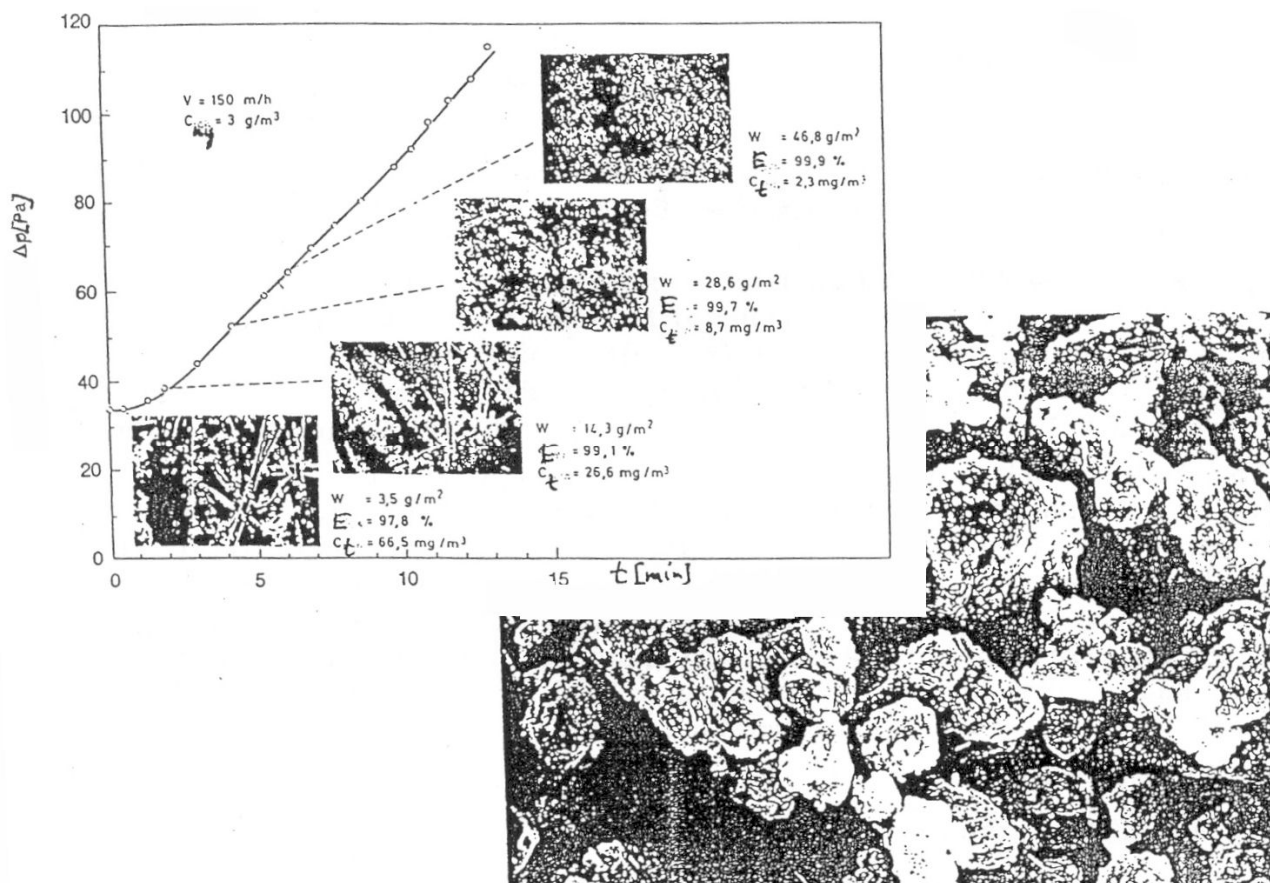 120
100
80
60
40
20
0
Δp[Pa]
V = 150 m/h
C = 3 g/m³
W = 46,8 g/m²
E = 99,9 %
Ct = 2,3 mg/m³
W = 28,6 g/m²
E = 99,7 %
Ct = 8,7 mg/m³
W = 14,3 g/m²
E = 99,1 %
Ct = 26,6 mg/m³
W = 3,5 g/m²
E = 97,8 %
Ct = 66,5 mg/m³
0 5 10 15
t [min]